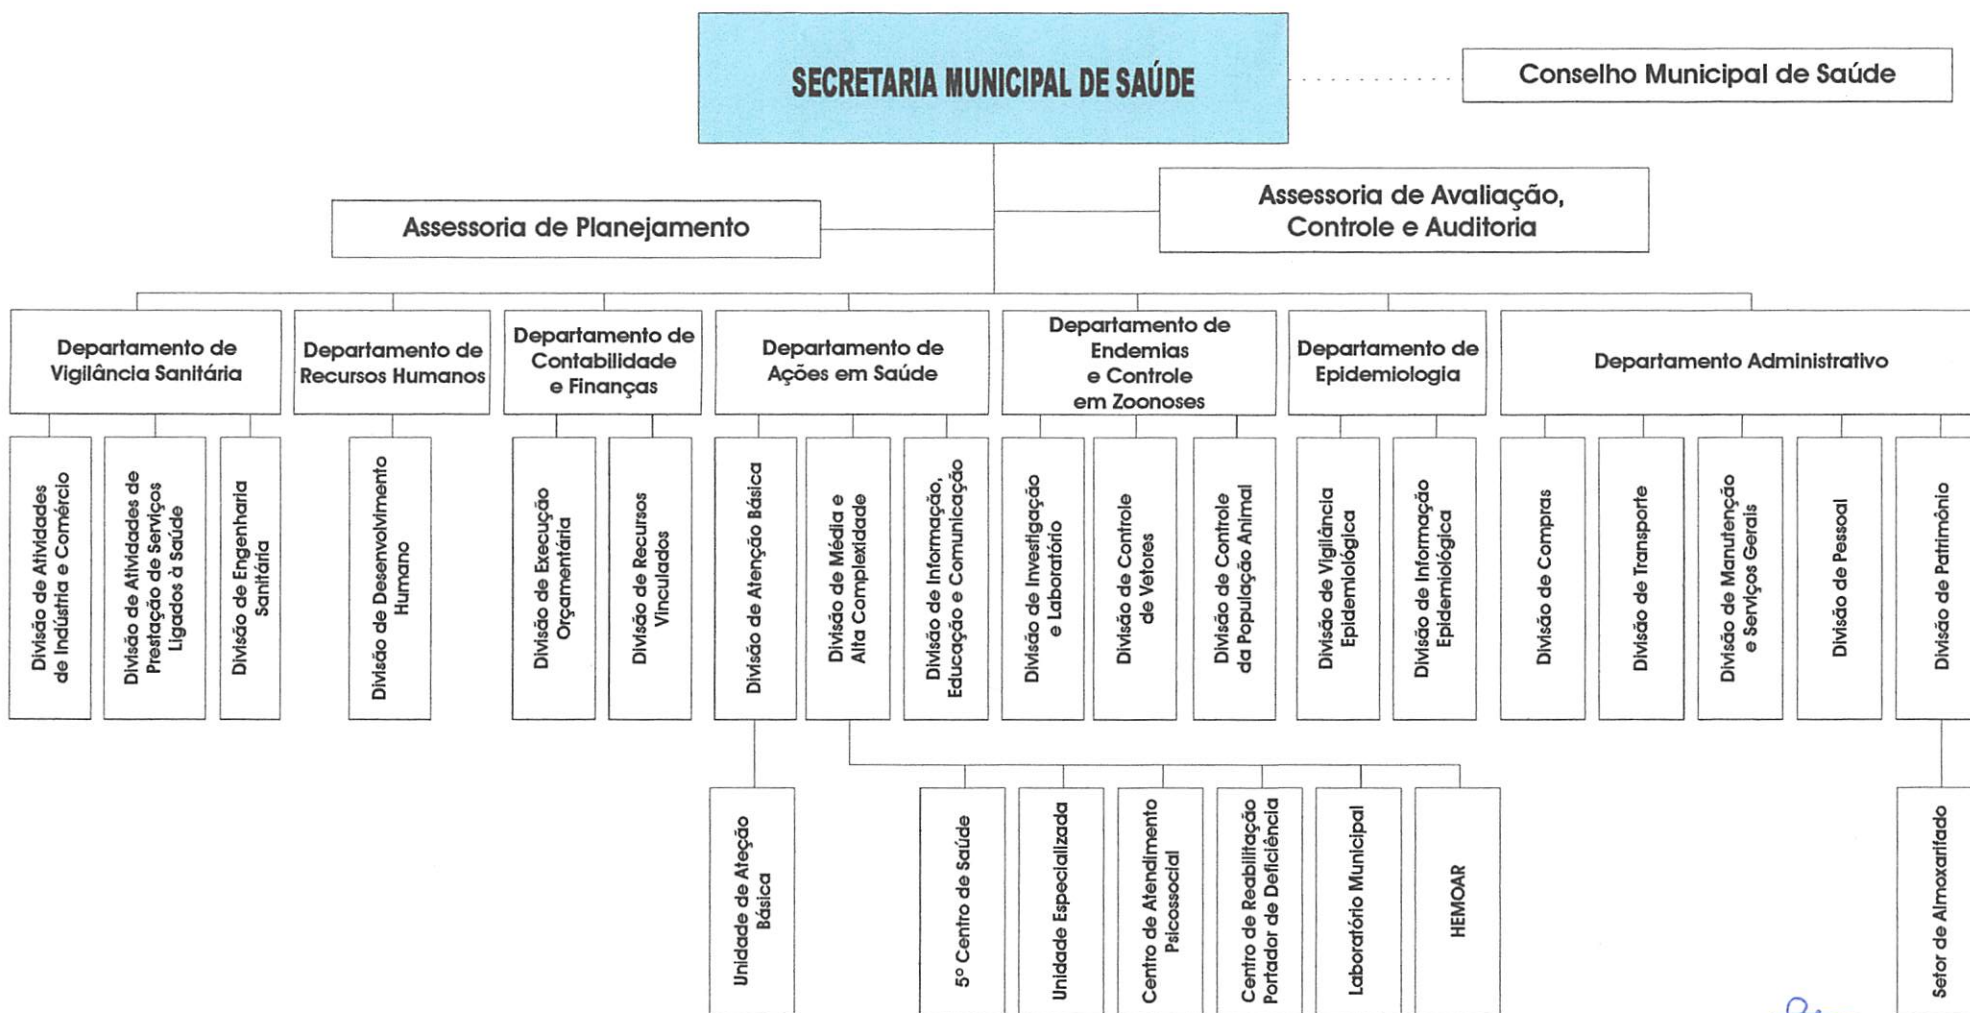 SECRETARIA MUNICIPAL DE SAÚDE
Conselho Municipal de Saúde
Assessoria de Planejamento
Assessoria de Avaliação,
Controle e Auditoria
Departamento de
Vigilância Sanitária
Departamento de
Recursos Humanos
Departamento de
Contabilidade
e Finanças
Departamento de
Ações em Saúde
Departamento de
Endemias
e Controle
em Zoonoses
Departamento de
Epidemiologia
Departamento Administrativo
Divisão de Atividades
de Indústria e Comércio
Divisão de Atividades de
Prestação de Serviços
Ligados à Saúde
Divisão de Engenharia
Sanitária
Divisão de Desenvolvimento
Humano
Divisão de Execução
Orçamentária
Divisão de Recursos
Vinculados
Divisão de Atenção Básica
Divisão de Média e
Alta Complexidade
Divisão de Informação,
Educação e Comunicação
Divisão de Investigação
e Laboratório
Divisão de Controle
de Vetores
Divisão de Controle
da População Animal
Divisão de Vigilância
Epidemiológica
Divisão de Informação
Epidemiológica
Divisão de Compras
Divisão de Transporte
Divisão de Manutenção
e Serviços Gerais
Divisão de Pessoal
Divisão de Patrimônio
Unidade de Ateção
Básica
5º Centro de Saúde
Unidade Especializada
Centro de Atendimento
Psicossocial
Centro de Reabilitação
Portador de Deficiência
Laboratório Municipal
HEMOAR
Setor de Almoxarifado